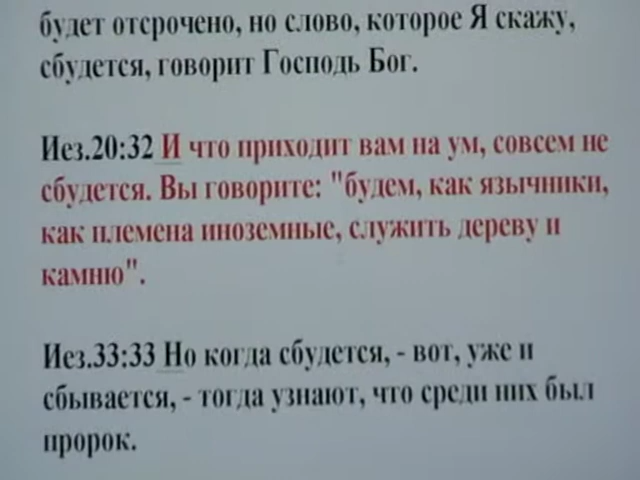 будет отсрочено, но слово, которое Я скажу,
сбудется, говорит Господь Бог.
Иез.20:32 И что приходит вам на ум, совсем не
сбудется. Вы говорите: "будем, как язычники,
как племена иноземные, служить дереву и
камню".
Иез.33:33 Но когда сбудется, - вот, уже и
сбывается, - тогда узнают, что среди них был
пророк.